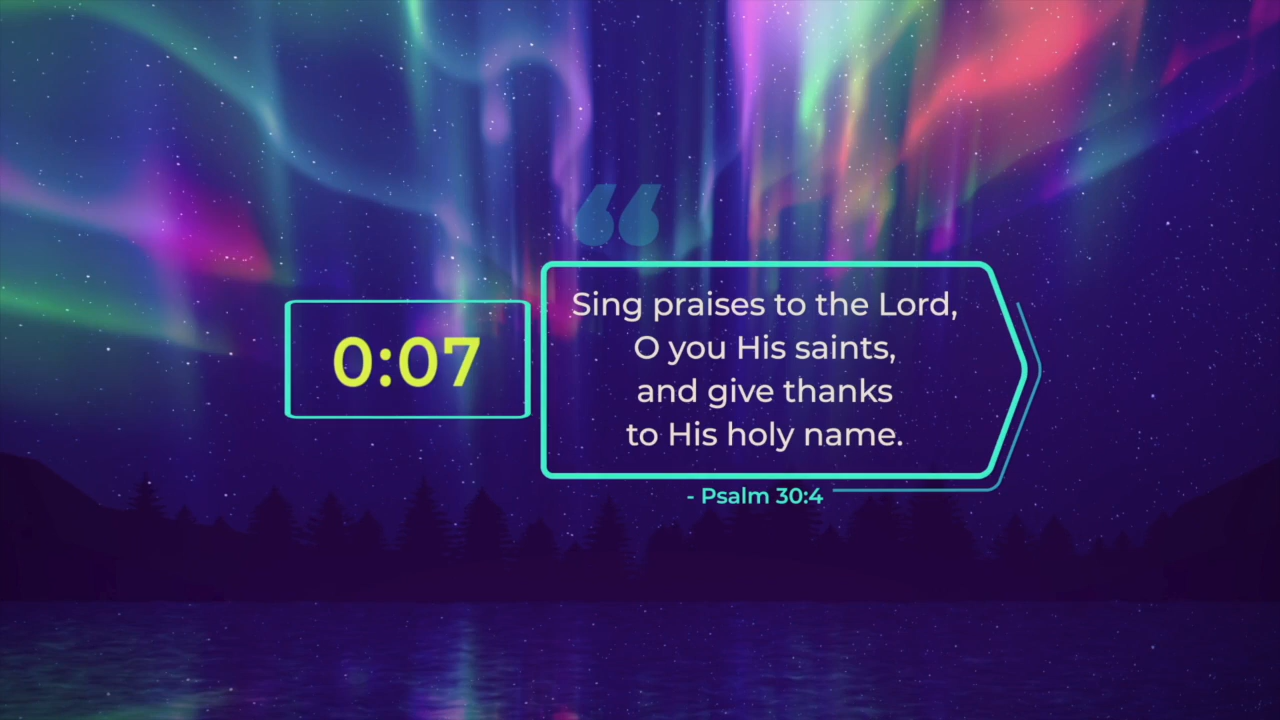 0:07
“
Sing praises to the Lord,
O you His saints,
and give thanks
to His holy name.
- Psalm 30:4